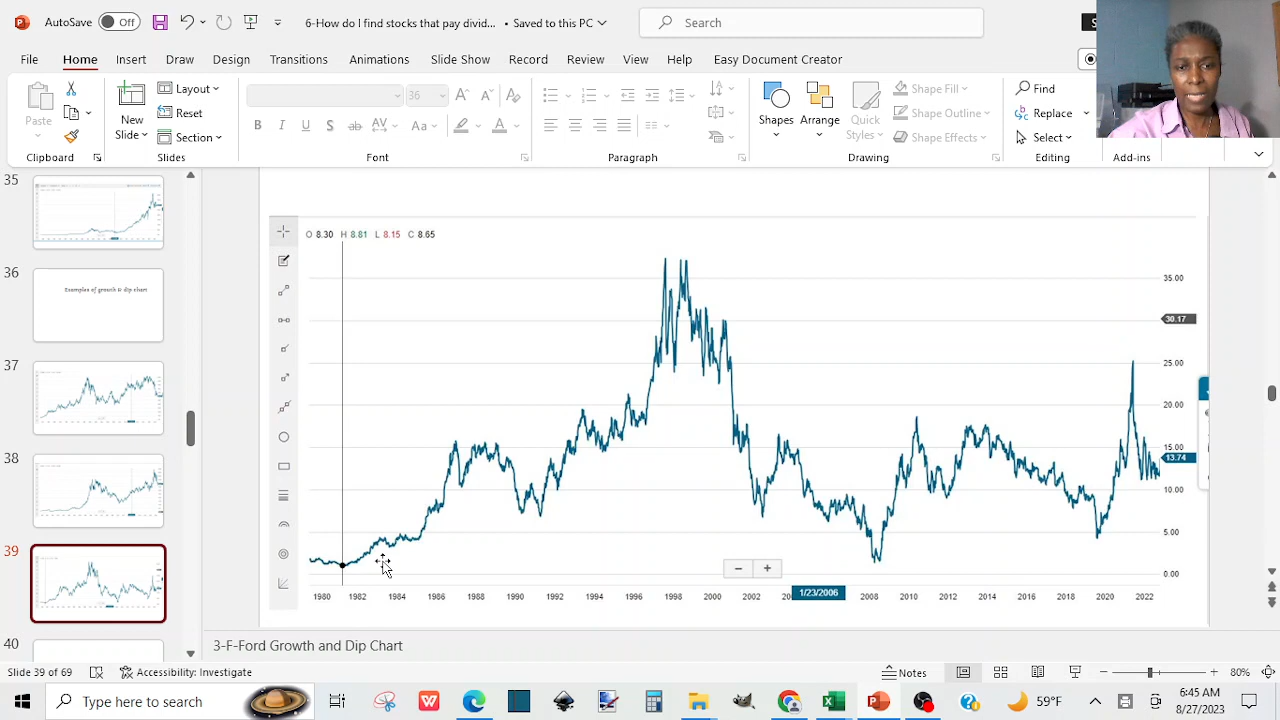 AutoSave Off 6-How do I find stocks that pay divid... • Saved to this PC Search
File Home Insert Draw Design Transitions Animations Slide Show Record Review View Help Easy Document Creator
Paste
New Slide
Layout
Reset
Section
36
Aa
Shapes
Arrange
Quick Styles
Shape Fill
Shape Outline
Shape Effects
Find
Replace
Select
Clipboard Slides Font Paragraph Drawing Editing Add-ins
35
36
Examples of growth & dip chart
37
38
39
40
O 8.30 H 8.81 L 8.15 C 8.65
35.00
30.17
25.00
20.00
15.00
13.74
10.00
5.00
0.00
1980 1982 1984 1986 1988 1990 1992 1994 1996 1998 2000 2002 1/23/2006 2008 2010 2012 2014 2016 2018 2020 2022
3-F-Ford Growth and Dip Chart
Slide 39 of 69 Accessibility: Investigate Notes 80%
Type here to search
59°F
6:45 AM
8/27/2023